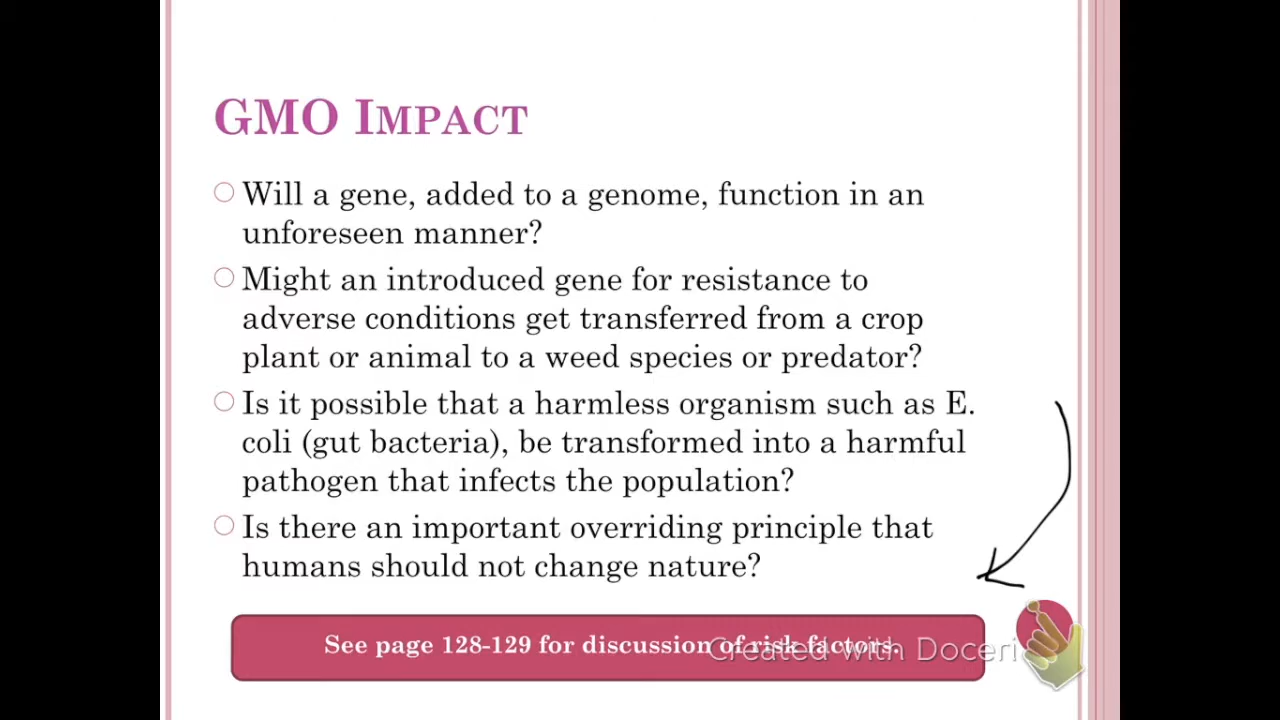 GMO IMPACT
Will a gene, added to a genome, function in an
unforeseen manner?
Might an introduced gene for resistance to
adverse conditions get transferred from a crop
plant or animal to a weed species or predator?
Is it possible that a harmless organism such as E.
coli (gut bacteria), be transformed into a harmful
pathogen that infects the population?
Is there an important overriding principle that
humans should not change nature?
See page 128-129 for discussion of risk factors.
Created with Doceri